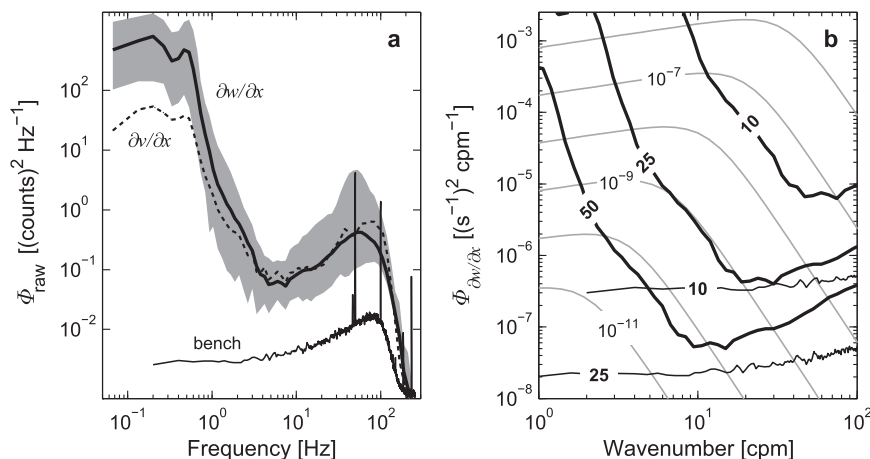 a
∂w/∂x
∂v/∂x
bench
Φraw [(counts)² Hz⁻¹]
10²
10¹
10⁰
10⁻¹
10⁻²
10⁻¹ 10⁰ 10¹ 10²
Frequency [Hz]
b
Φ∂w/∂x [(s⁻¹)² cpm⁻¹]
10⁻³
10⁻⁴
10⁻⁵
10⁻⁶
10⁻⁷
10⁻⁸
10⁻⁷
10
25
10⁻⁹
50
10
10⁻¹¹
25
10⁰ 10¹ 10²
Wavenumber [cpm]